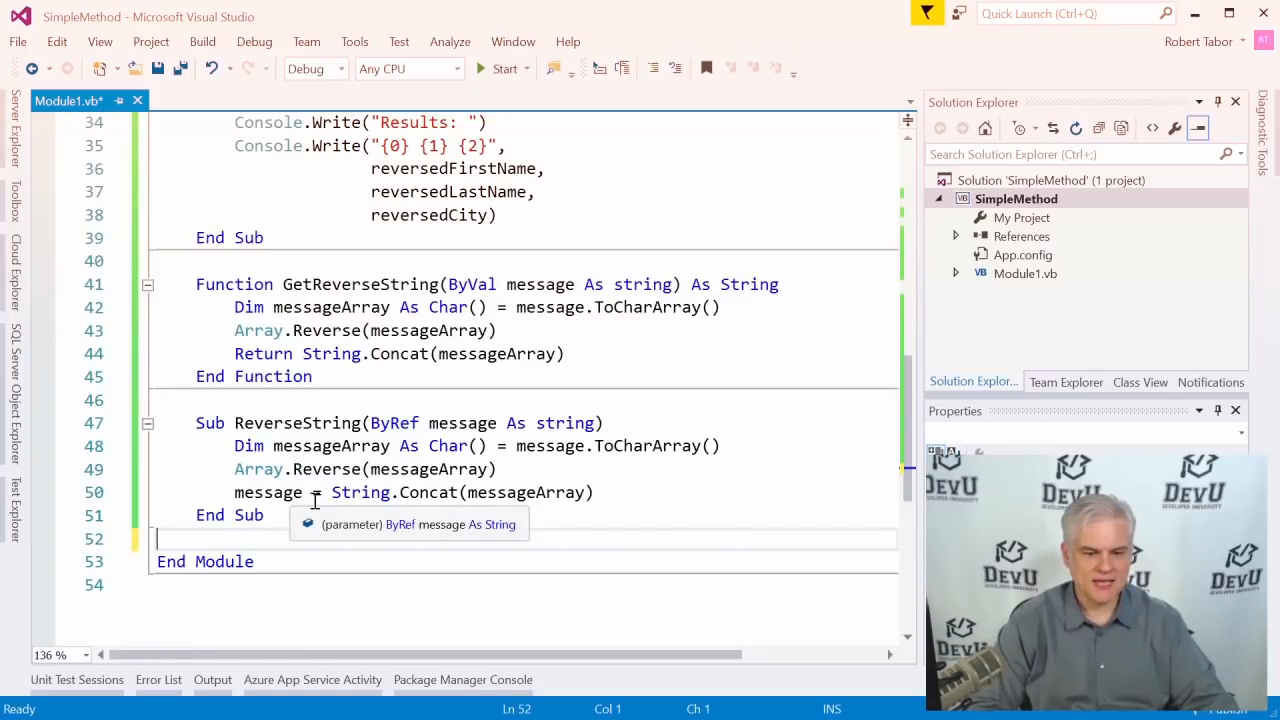 SimpleMethod - Microsoft Visual Studio
Quick Launch (Ctrl+Q)
File Edit View Project Build Debug Team Tools Test Analyze Window Help
Robert Tabor RT
Debug Any CPU Start
Module1.vb*
Server Explorer
Toolbox
Cloud Explorer
SQL Server Object Explorer
Test Explorer
34 Console.Write("Results: ")
35 Console.Write("{0} {1} {2}",
36 reversedFirstName,
37 reversedLastName,
38 reversedCity)
39 End Sub
40
41 Function GetReverseString(ByVal message As string) As String
42 Dim messageArray As Char() = message.ToCharArray()
43 Array.Reverse(messageArray)
44 Return String.Concat(messageArray)
45 End Function
46
47 Sub ReverseString(ByRef message As string)
48 Dim messageArray As Char() = message.ToCharArray()
49 Array.Reverse(messageArray)
50 message = String.Concat(messageArray)
51 End Sub
(parameter) ByRef message As String
52
53 End Module
54
136 %
Solution Explorer
Search Solution Explorer (Ctrl+;)
Solution 'SimpleMethod' (1 project)
VB SimpleMethod
My Project
References
App.config
VB Module1.vb
Solution Explor... Team Explorer Class View Notifications
Properties
Diagnostic Tools
DEVU
DEVU
DEVELOPER UNIVERSITY
DEVU
DEVELOPER UNIVERSITY
Unit Test Sessions Error List Output Azure App Service Activity Package Manager Console
Ready Ln 52 Col 1 Ch 1 INS Publish